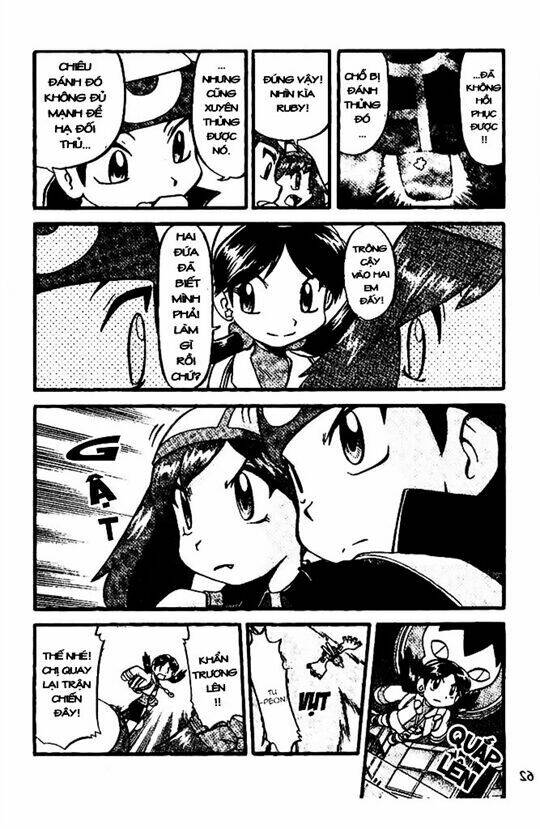 CHIÊU
ĐÁNH ĐÓ
KHÔNG ĐỦ
MẠNH ĐỂ
HẠ ĐỐI
THỦ...
...
NHƯNG
CŨNG
XUYÊN
THỦNG
ĐƯỢC
NÓ.
ĐÚNG VẬY!
NHÌN KÌA
RUBY!
CHỖ BỊ
ĐÁNH
THỦNG
ĐÓ
...
...ĐÃ
KHÔNG
HỒI
PHỤC
ĐƯỢC
!!
HAI
ĐỨA
ĐÃ
BIẾT
MÌNH
PHẢI
LÀM
GÌ
RỒI
CHỨ?
TRÔNG
CẬY
VÀO HAI
EM
ĐẤY!
GẬT
THẾ NHÉ!
CHỊ QUAY
LẠI TRẬN
CHIẾN
ĐÂY!
KHẨN
TRƯƠNG
LÊN
!!
TU
-PEON
VỤT
QUẮP
LÊN
62